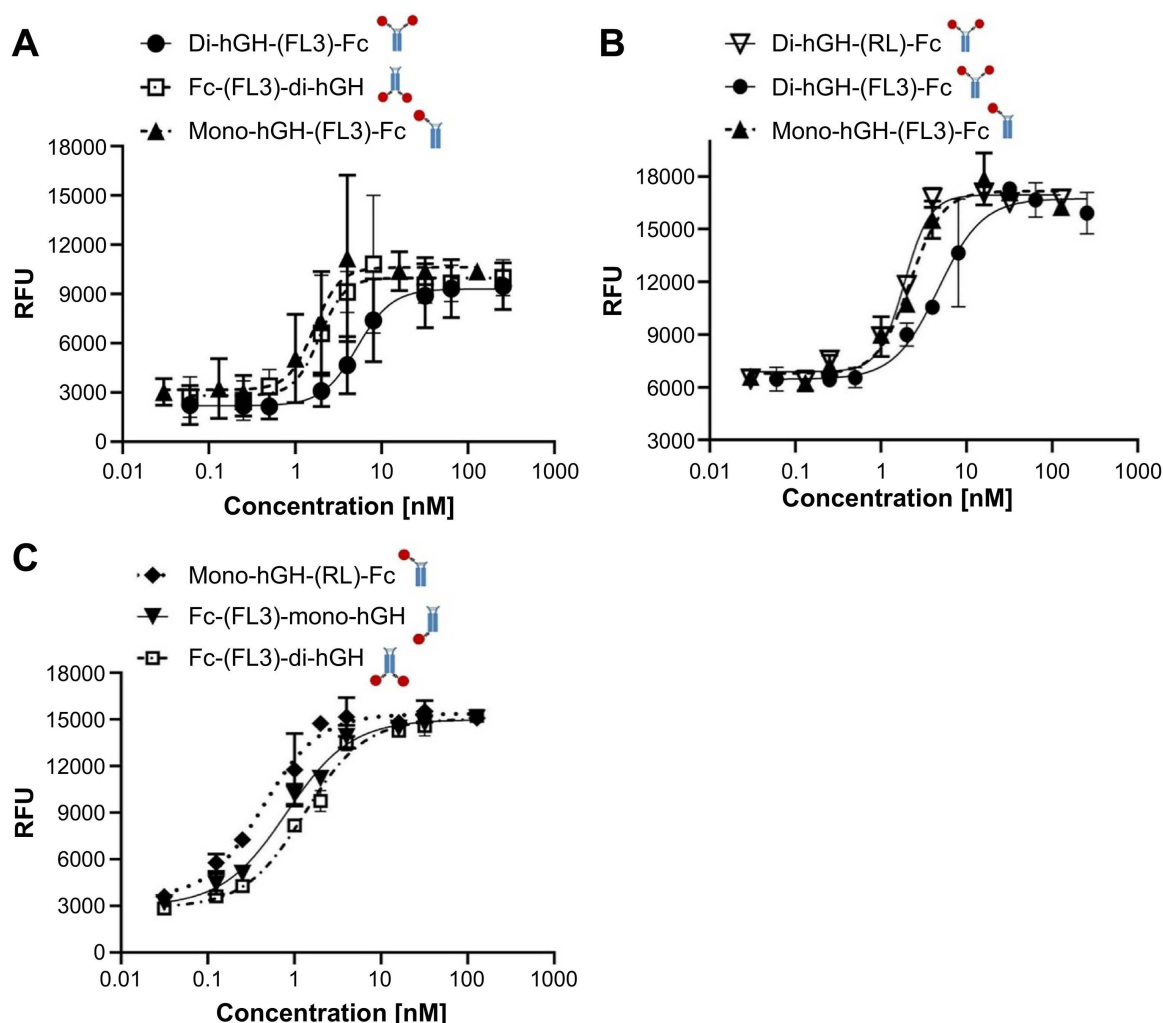 A
Di-hGH-(FL3)-Fc
Fc-(FL3)-di-hGH
Mono-hGH-(FL3)-Fc
18000
15000
12000
9000
6000
3000
0
RFU
0.01 0.1 1 10 100 1000
Concentration [nM]
B
Di-hGH-(RL)-Fc
Di-hGH-(FL3)-Fc
Mono-hGH-(FL3)-Fc
18000
15000
12000
9000
6000
3000
RFU
0.01 0.1 1 10 100 1000
Concentration [nM]
C
Mono-hGH-(RL)-Fc
Fc-(FL3)-mono-hGH
Fc-(FL3)-di-hGH
18000
15000
12000
9000
6000
3000
0
RFU
0.01 0.1 1 10 100 1000
Concentration [nM]